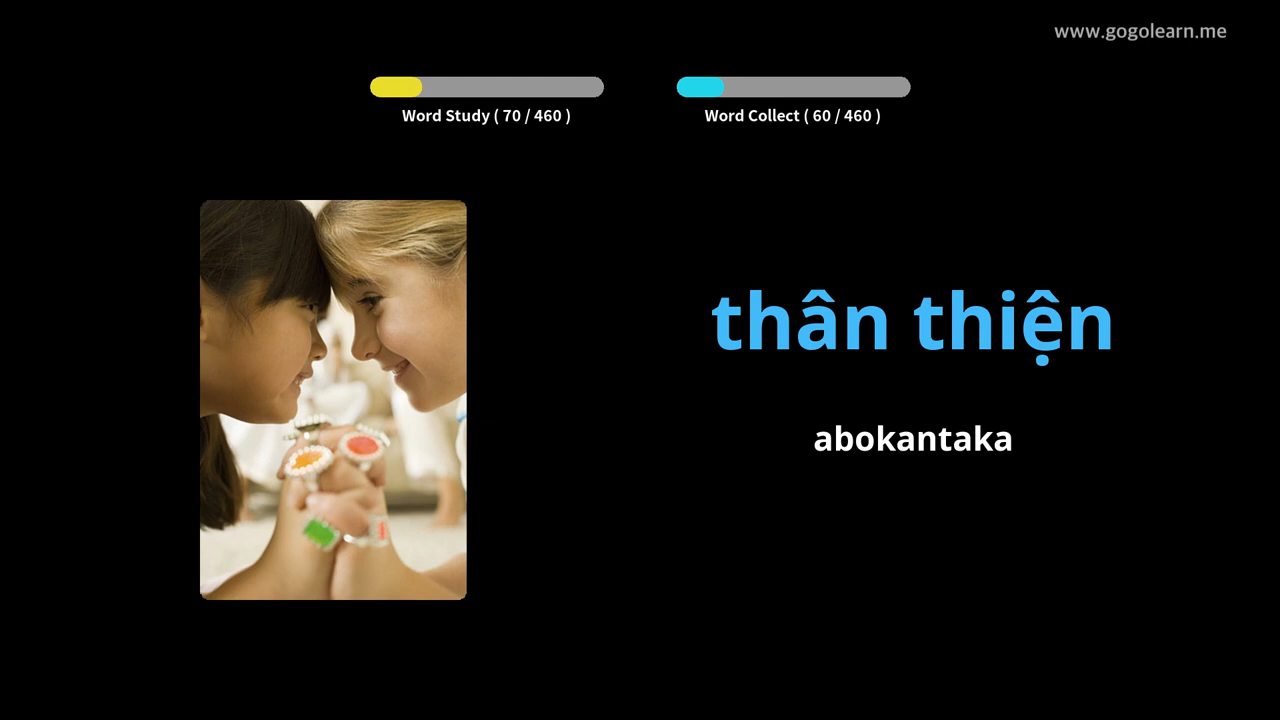 www.gogolearn.me
Word Study ( 70 / 460 )
Word Collect ( 60 / 460 )
thân thiện
abokantaka